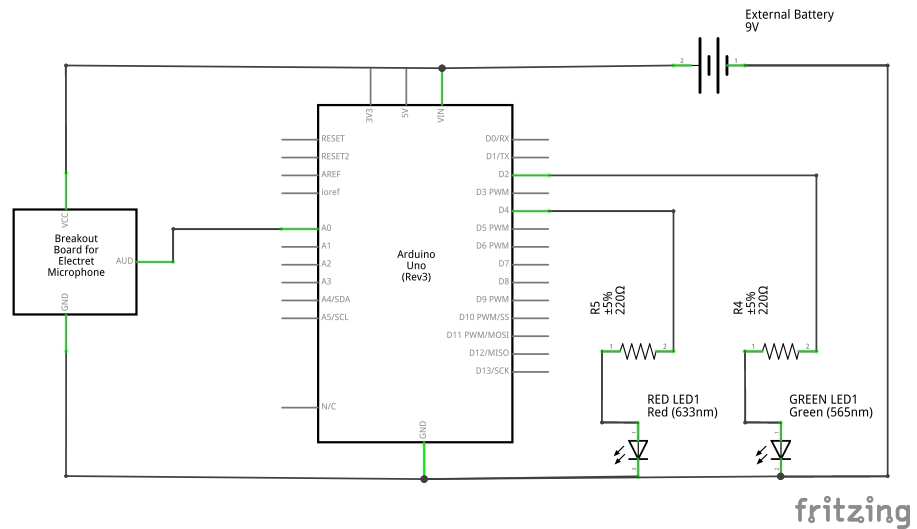 External Battery
9V
2
1
3V3
5V
VIN
RESET
RESET2
AREF
ioref
A0
A1
A2
A3
A4/SDA
A5/SCL
N/C
D0/RX
D1/TX
D2
D3 PWM
D4
D5 PWM
D6 PWM
D7
D8
D9 PWM
D10 PWM/SS
D11 PWM/MOSI
D12/MISO
D13/SCK
GND
Arduino
Uno
(Rev3)
VCC
Breakout
Board for
Electret
Microphone
AUD
GND
R5
±5%
220Ω
1
2
R4
±5%
220Ω
1
2
RED LED1
Red (633nm)
1
2
GREEN LED1
Green (565nm)
1
2
fritzing